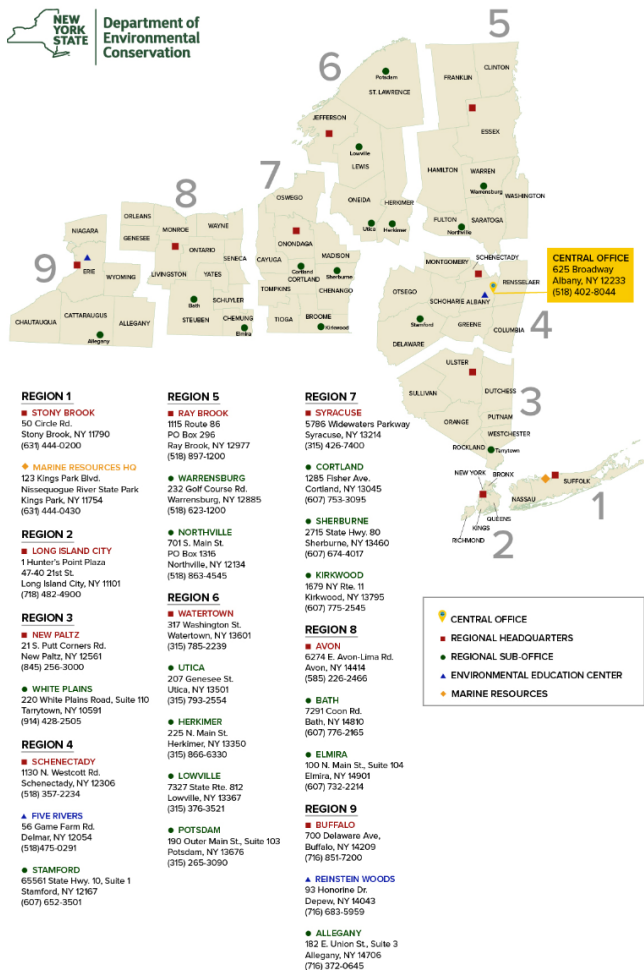 NEW
YORK
STATE
Department of
Environmental
Conservation
5
CLINTON
FRANKLIN
ESSEX
HAMILTON
WARREN
Warrensburg
WASHINGTON
FULTON
SARATOGA
Northville
6
Potsdam
ST. LAWRENCE
JEFFERSON
Lowville
LEWIS
ONEIDA
HERKIMER
Utica
Herkimer
7
OSWEGO
ONONDAGA
CAYUGA
MADISON
Cortland
CORTLAND
Sherburne
TOMPKINS
CHENANGO
TIOGA
BROOME
Kirkwood
8
ORLEANS
MONROE
WAYNE
GENESEE
ONTARIO
SENECA
LIVINGSTON
YATES
Bath
SCHUYLER
STEUBEN
CHEMUNG
Elmira
9
NIAGARA
ERIE
WYOMING
CHAUTAUQUA
CATTARAUGUS
ALLEGANY
Allegany
MONTGOMERY
SCHENECTADY
RENSSELAER
OTSEGO
SCHOHARIE
ALBANY
Stamford
GREENE
COLUMBIA
DELAWARE
4
CENTRAL OFFICE
625 Broadway
Albany, NY 12233
(518) 402-8044
ULSTER
SULLIVAN
DUTCHESS
3
ORANGE
PUTNAM
WESTCHESTER
ROCKLAND
Tarrytown
NEW YORK
BRONX
SUFFOLK
NASSAU
QUEENS
KINGS
RICHMOND
2
1
REGION 1
STONY BROOK
50 Circle Rd.
Stony Brook, NY 11790
(631) 444-0200
MARINE RESOURCES HQ
123 Kings Park Blvd.
Nissequogue River State Park
Kings Park, NY 11754
(631) 444-0430
REGION 2
LONG ISLAND CITY
1 Hunter's Point Plaza
47-40 21st St.
Long Island City, NY 11101
(718) 482-4900
REGION 3
NEW PALTZ
21 S. Putt Corners Rd.
New Paltz, NY 12561
(845) 256-3000
WHITE PLAINS
220 White Plains Road, Suite 110
Tarrytown, NY 10591
(914) 428-2505
REGION 4
SCHENECTADY
1130 N. Westcott Rd.
Schenectady, NY 12306
(518) 357-2234
FIVE RIVERS
56 Game Farm Rd.
Delmar, NY 12054
(518)475-0291
STAMFORD
65561 State Hwy. 10, Suite 1
Stamford, NY 12167
(607) 652-3501
REGION 5
RAY BROOK
1115 Route 86
PO Box 296
Ray Brook, NY 12977
(518) 897-1200
WARRENSBURG
232 Golf Course Rd.
Warrensburg, NY 12885
(518) 623-1200
NORTHVILLE
701 S. Main St.
PO Box 1316
Northville, NY 12134
(518) 863-4545
REGION 6
WATERTOWN
317 Washington St.
Watertown, NY 13601
(315) 785-2239
UTICA
207 Genesee St.
Utica, NY 13501
(315) 793-2554
HERKIMER
225 N. Main St.
Herkimer, NY 13350
(315) 866-6330
LOWVILLE
7327 State Rte. 812
Lowville, NY 13367
(315) 376-3521
POTSDAM
190 Outer Main St., Suite 103
Potsdam, NY 13676
(315) 265-3090
REGION 7
SYRACUSE
5786 Widewaters Parkway
Syracuse, NY 13214
(315) 426-7400
CORTLAND
1285 Fisher Ave.
Cortland, NY 13045
(607) 753-3095
SHERBURNE
2715 State Hwy. 80
Sherburne, NY 13460
(607) 674-4017
KIRKWOOD
1679 NY Rte. 11
Kirkwood, NY 13795
(607) 775-2545
REGION 8
AVON
6274 E. Avon-Lima Rd.
Avon, NY 14414
(585) 226-2466
BATH
7291 Coon Rd.
Bath, NY 14810
(607) 776-2165
ELMIRA
100 N. Main St., Suite 104
Elmira, NY 14901
(607) 732-2214
REGION 9
BUFFALO
700 Delaware Ave,
Buffalo, NY 14209
(716) 851-7200
REINSTEIN WOODS
93 Honorine Dr.
Depew, NY 14043
(716) 683-5959
ALLEGANY
182 E. Union St., Suite 3
Allegany, NY 14706
(716) 372-0645
CENTRAL OFFICE
REGIONAL HEADQUARTERS
REGIONAL SUB-OFFICE
ENVIRONMENTAL EDUCATION CENTER
MARINE RESOURCES